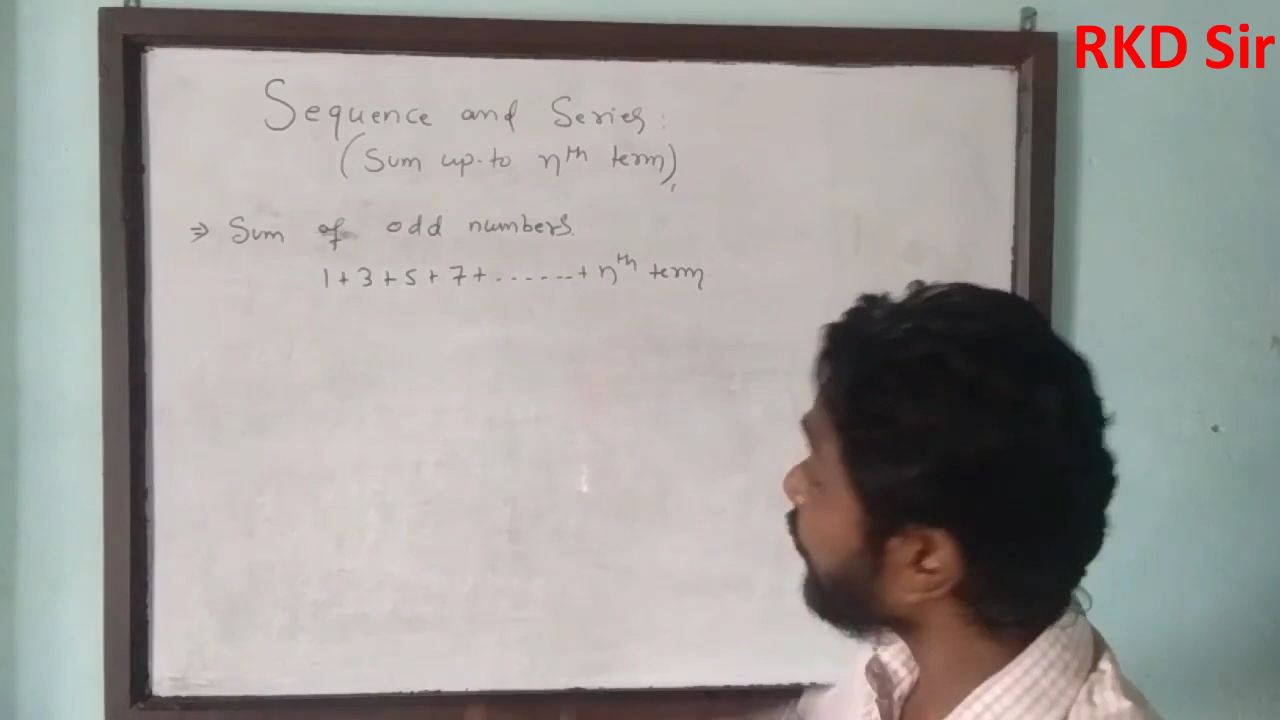 RKD Sir
Sequence and Series:
(Sum up-to nth term),
⇒ Sum of odd numbers.
1+3+5+7+.......+nth term